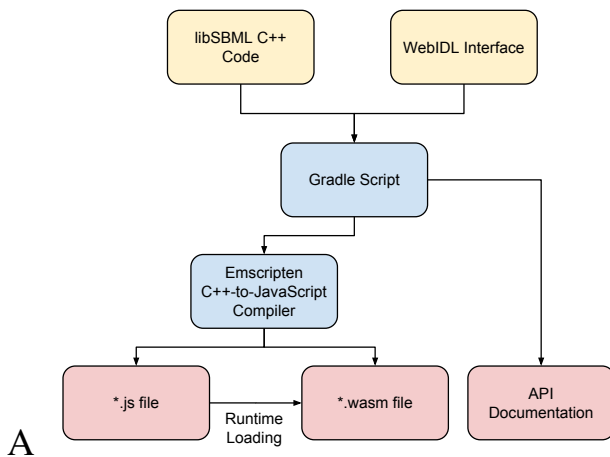 libSBML C++
Code
WebIDL Interface
Gradle Script
Emscripten
C++-to-JavaScript
Compiler
*.js file
Runtime
Loading
*.wasm file
API
Documentation
A